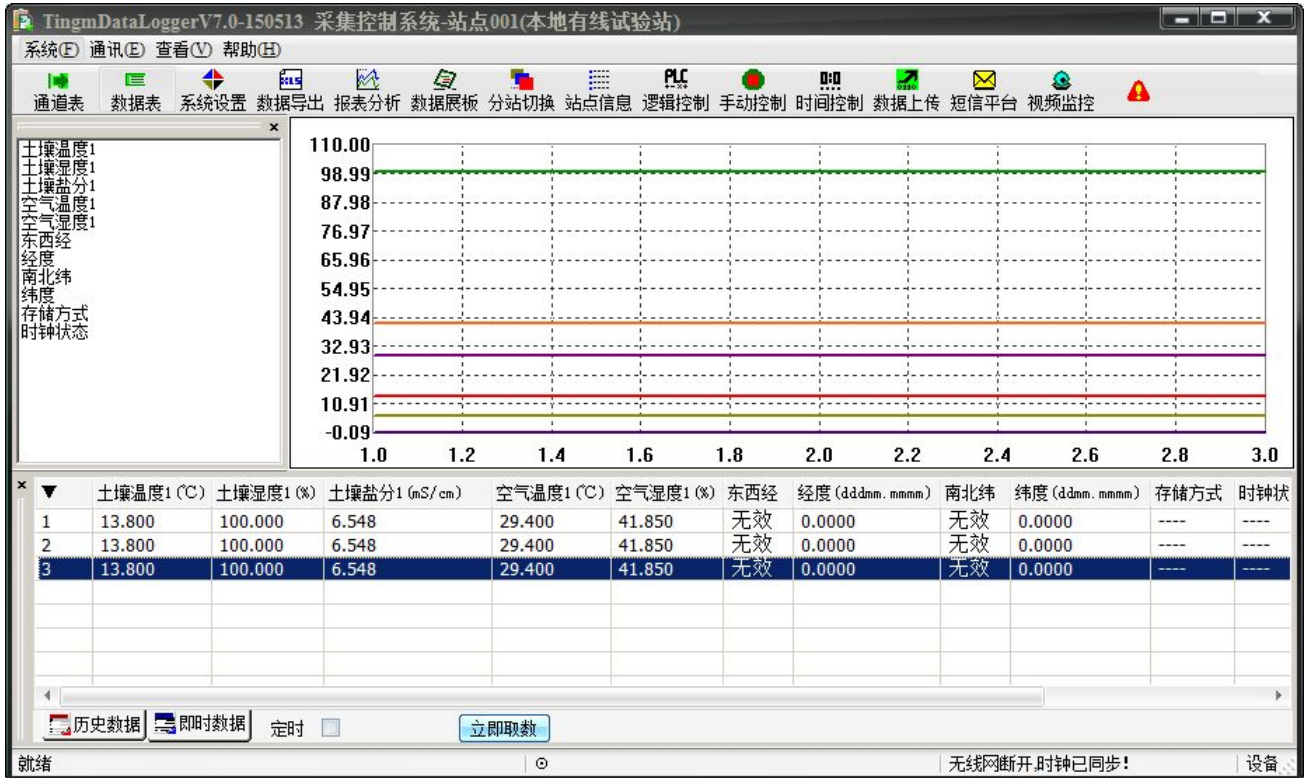 TingmDataLoggerV7.0-150513 采集控制系统-站点001(本地有线试验站)
系统(F) 通讯(E) 查看(V) 帮助(H)
XLS PLC 0:0
通道表 数据表 系统设置 数据导出 报表分析 数据展板 分站切换 站点信息 逻辑控制 手动控制 时间控制 数据上传 短信平台 视频监控
土壤温度1
土壤湿度1
土壤盐分1
空气温度1
空气湿度1
东西经
经度
南北纬
纬度
存储方式
时钟状态
110.00
98.99
87.98
76.97
65.96
54.95
43.94
32.93
21.92
10.91
-0.09
1.0 1.2 1.4 1.6 1.8 2.0 2.2 2.4 2.6 2.8 3.0
土壤温度1(℃) 土壤湿度1(%) 土壤盐分1(mS/cm) 空气温度1(℃) 空气湿度1(%) 东西经 经度(dddmm.mmmm) 南北纬 纬度(ddmm.mmmm) 存储方式 时钟状
1 13.800 100.000 6.548 29.400 41.850 无效 0.0000 无效 0.0000 ---- ----
2 13.800 100.000 6.548 29.400 41.850 无效 0.0000 无效 0.0000 ---- ----
3 13.800 100.000 6.548 29.400 41.850 无效 0.0000 无效 0.0000 ---- ----
历史数据 即时数据 定时 立即取数
就绪 无线网断开,时钟已同步! 设备